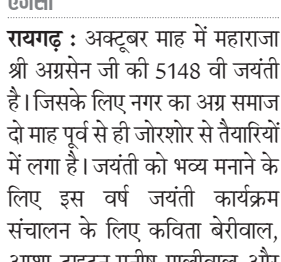 एजेंसी
रायगढ़ : अक्टूबर माह में महाराजा
श्री अग्रसेन जी की 5148 वी जयंती
है। जिसके लिए नगर का अग्र समाज
दो माह पूर्व से ही जोरशोर से तैयारियों
में लगा है। जयंती को भव्य मनाने के
लिए इस वर्ष जयंती कार्यक्रम
संचालन के लिए कविता बेरीवाल,